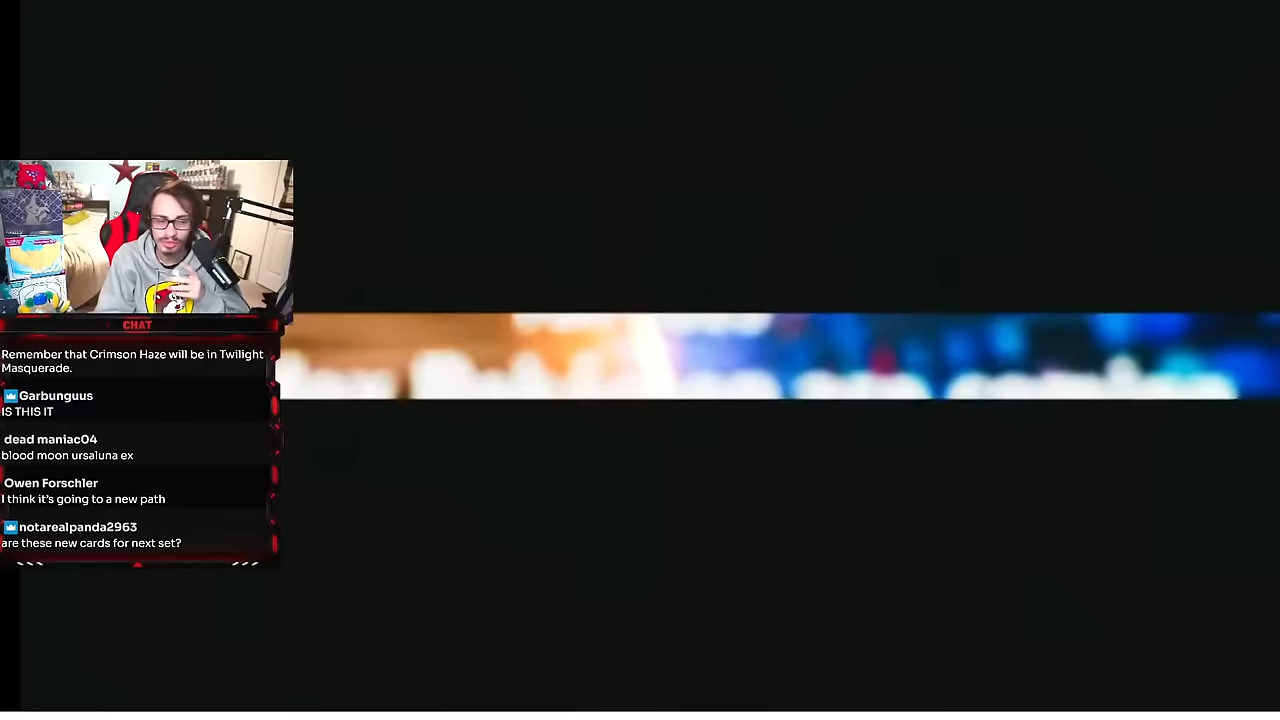 CHAT
Remember that Crimson Haze will be in Twilight
Masquerade.
Garbunguus
IS THIS IT
dead maniac04
blood moon ursaluna ex
Owen Forschler
I think it's going to a new path
notarealpanda2963
are these new cards for next set?